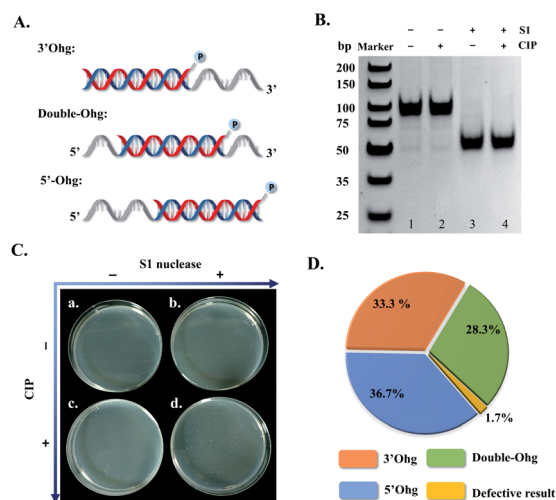 A.
3'Ohg:
P
3'
Double-Ohg:
P
5'
3'
5'-Ohg:
P
5'
B.
− − + + S1
bp Marker − + − + CIP
200
150
100
75
50
35
25
1 2 3 4
C.
S1 nuclease
− +
CIP
−
+
a. b.
c. d.
D.
33.3 %
28.3%
36.7%
1.7%
3'Ohg Double-Ohg
5'Ohg Defective result